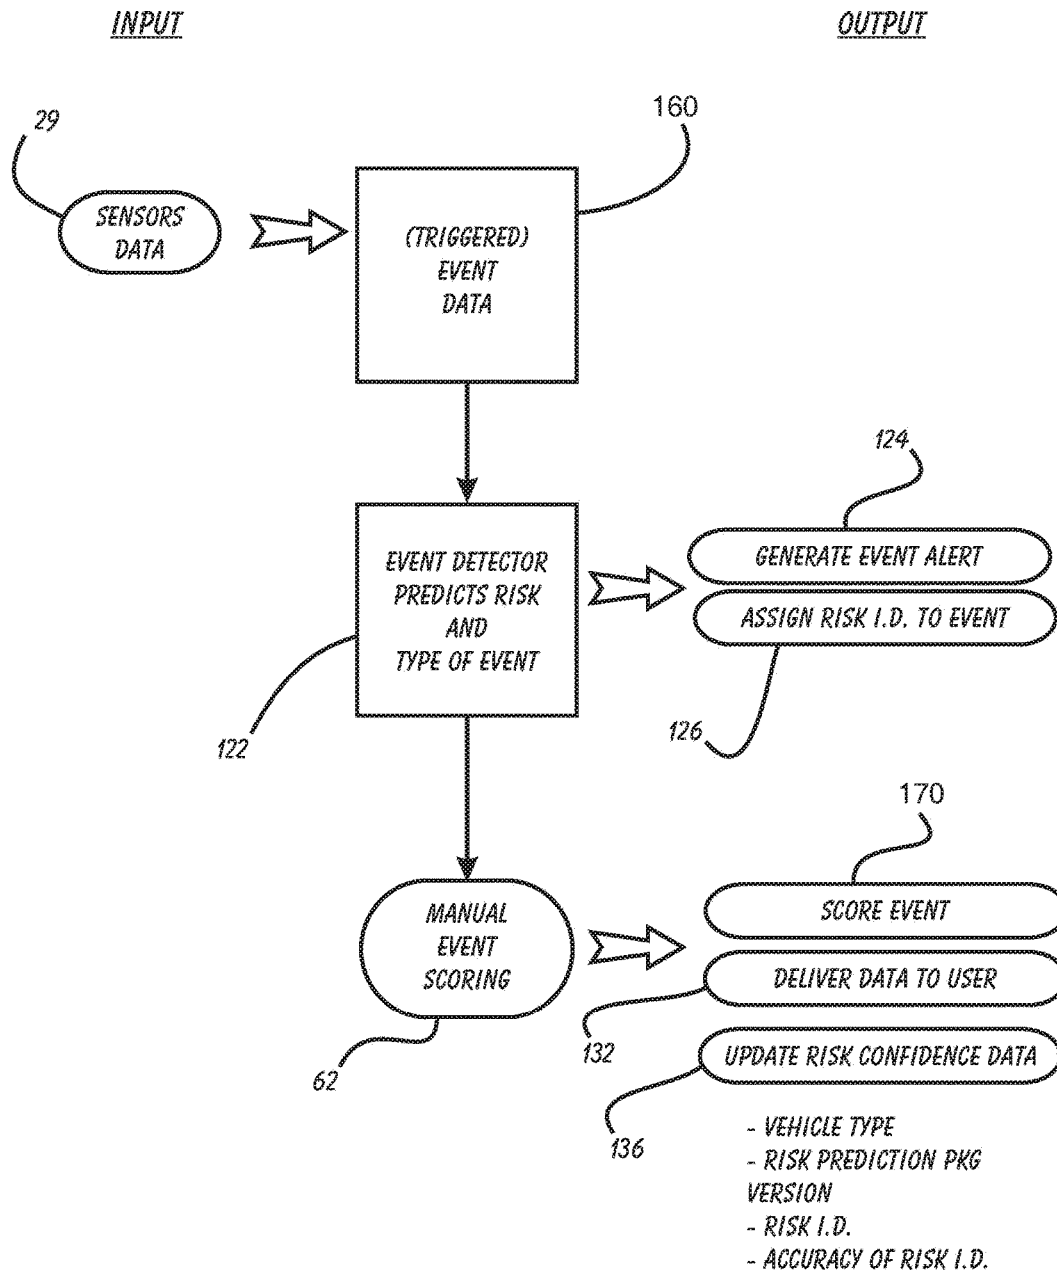 INPUT
OUTPUT
29
160
SENSORS
DATA
(TRIGGERED)
EVENT
DATA
124
EVENT DETECTOR
PREDICTS RISK
AND
TYPE OF EVENT
GENERATE EVENT ALERT
ASSIGN RISK I.D. TO EVENT
122
126
170
MANUAL
EVENT
SCORING
SCORE EVENT
DELIVER DATA TO USER
132
UPDATE RISK CONFIDENCE DATA
62
136
- VEHICLE TYPE
- RISK PREDICTION PKG
VERSION
- RISK I.D.
- ACCURACY OF RISK I.D.